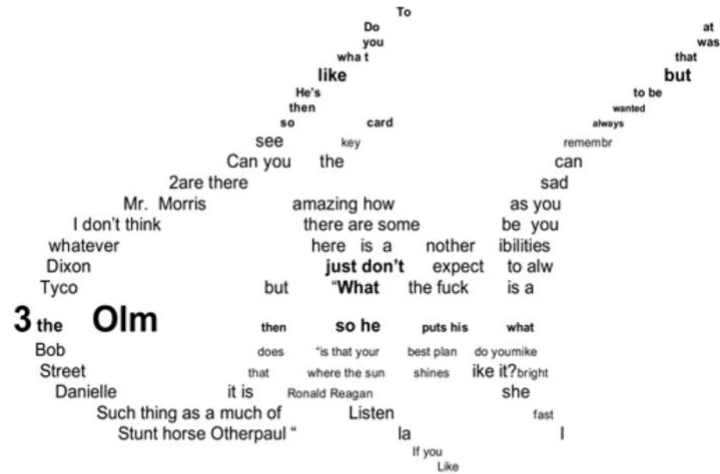 To
Do at
you was
wha t that
like but
He's to be
then wanted
so card always
see key remembr
Can you the can
2are there sad
Mr. Morris amazing how as you
I don't think there are some be you
whatever here is a nother ibilities
Dixon just don't expect to alw
Tyco but "What the fuck is a
3 the Olm then so he puts his what
Bob does "is that your best plan do youmike
Street that where the sun shines ike it?bright
Danielle it is Ronald Reagan she
Such thing as a much of Listen fast
Stunt horse Otherpaul “ la I
If you
Like